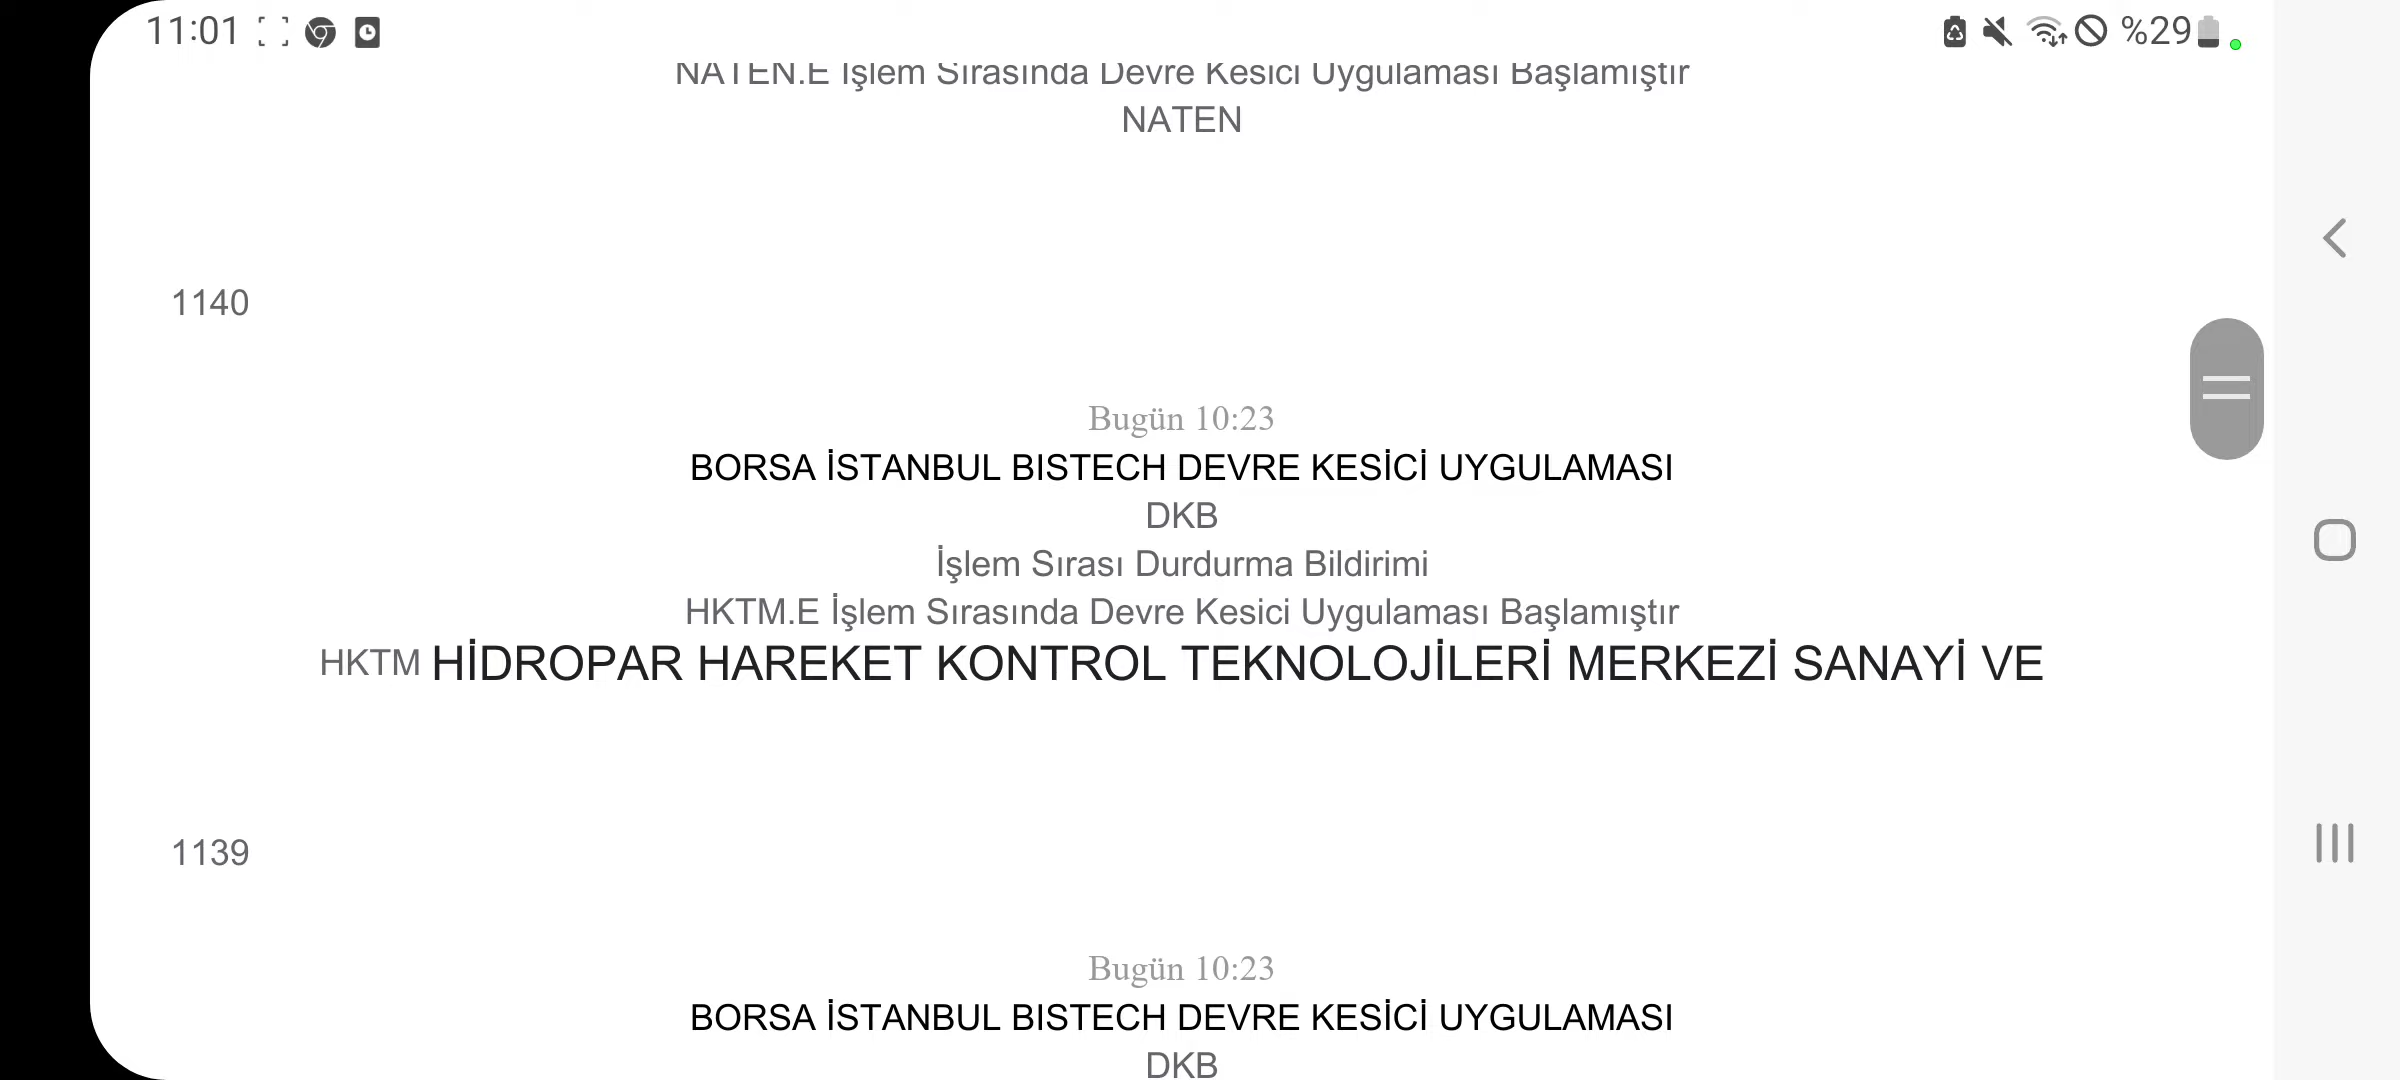 11:01 %29
NATEN.E İşlem Sırasında Devre Kesici Uygulaması Başlamıştır
NATEN
1140
Bugün 10:23
BORSA İSTANBUL BISTECH DEVRE KESİCİ UYGULAMASI
DKB
İşlem Sırası Durdurma Bildirimi
HKTM.E İşlem Sırasında Devre Kesici Uygulaması Başlamıştır
HKTM HİDROPAR HAREKET KONTROL TEKNOLOJİLERİ MERKEZİ SANAYİ VE
1139
Bugün 10:23
BORSA İSTANBUL BISTECH DEVRE KESİCİ UYGULAMASI
DKB